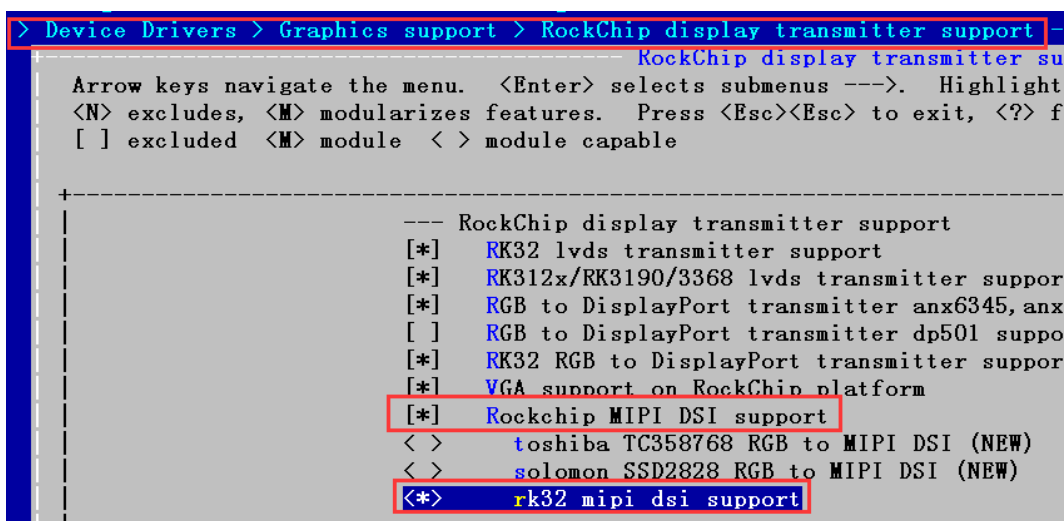 > Device Drivers > Graphics support > RockChip display transmitter support
RockChip display transmitter su
Arrow keys navigate the menu. <Enter> selects submenus --->. Highlight
<N> excludes, <M> modularizes features. Press <Esc><Esc> to exit, <?> f
[ ] excluded <M> module < > module capable
--- RockChip display transmitter support
[*] RK32 lvds transmitter support
[*] RK312x/RK3190/3368 lvds transmitter suppor
[*] RGB to DisplayPort transmitter anx6345,anx
[ ] RGB to DisplayPort transmitter dp501 suppo
[*] RK32 RGB to DisplayPort transmitter suppor
[*] VGA support on RockChip platform
[*] Rockchip MIPI DSI support
< > toshiba TC358768 RGB to MIPI DSI (NEW)
< > solomon SSD2828 RGB to MIPI DSI (NEW)
<*> rk32 mipi dsi support